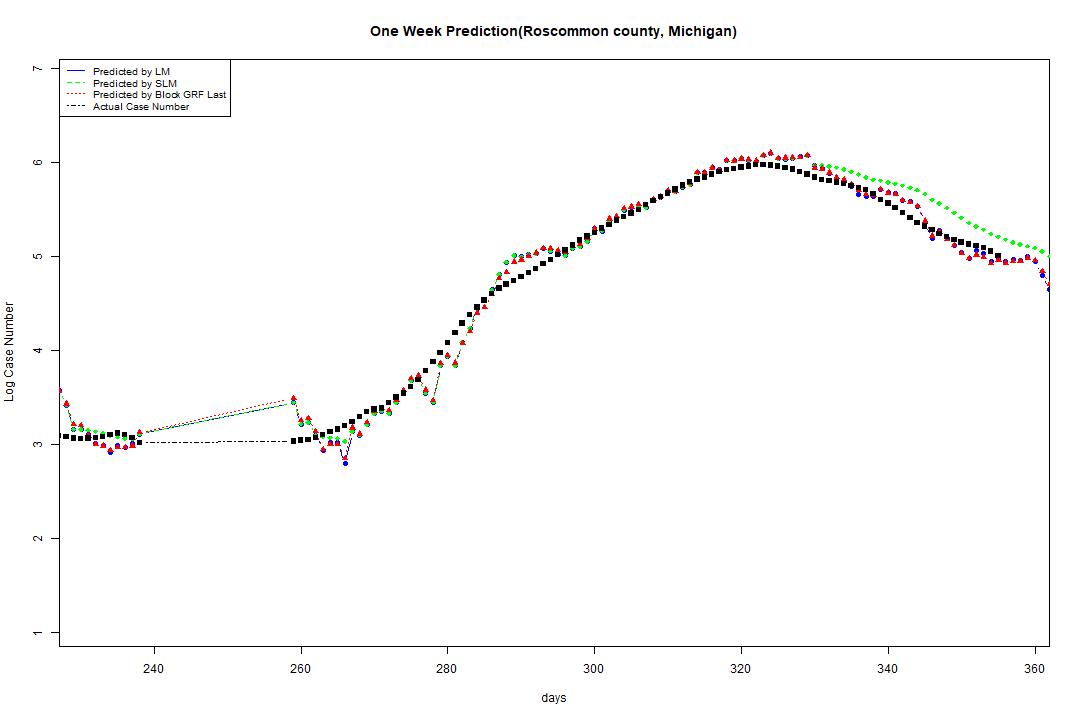 One Week Prediction(Roscommon county, Michigan)
Predicted by LM
Predicted by SLM
Predicted by Block GRF Last
Actual Case Number
7
6
5
4
3
2
1
Log Case Number
240 260 280 300 320 340 360
days